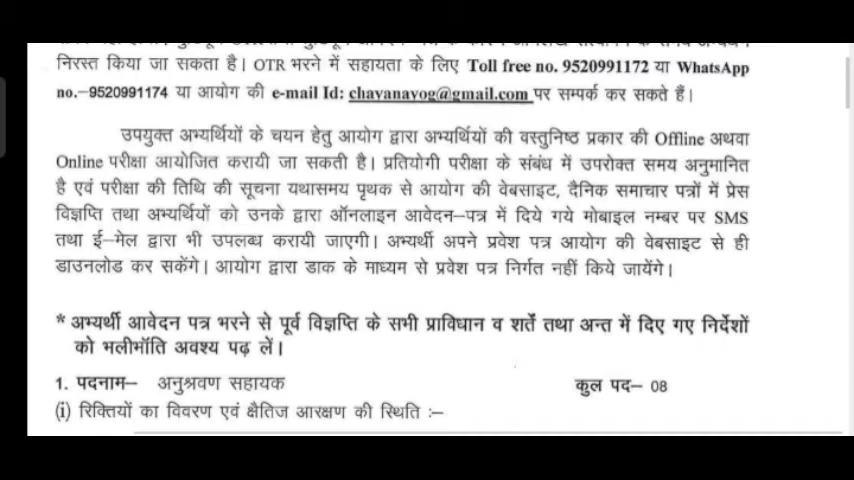 निरस्त किया जा सकता है। OTR भरने में सहायता के लिए Toll free no. 9520991172 या WhatsApp
no.-9520991174 या आयोग की e-mail Id: chayanayog@gmail.com पर सम्पर्क कर सकते हैं।
उपयुक्त अभ्यर्थियों के चयन हेतु आयोग द्वारा अभ्यर्थियों की वस्तुनिष्ठ प्रकार की Offline अथवा
Online परीक्षा आयोजित करायी जा सकती है। प्रतियोगी परीक्षा के संबंध में उपरोक्त समय अनुमानित
है एवं परीक्षा की तिथि की सूचना यथासमय पृथक से आयोग की वेबसाइट, दैनिक समाचार पत्रों में प्रेस
विज्ञप्ति तथा अभ्यर्थियों को उनके द्वारा ऑनलाइन आवेदन-पत्र में दिये गये मोबाइल नम्बर पर SMS
तथा ई-मेल द्वारा भी उपलब्ध करायी जाएगी। अभ्यर्थी अपने प्रवेश पत्र आयोग की वेबसाइट से ही
डाउनलोड कर सकेंगे। आयोग द्वारा डाक के माध्यम से प्रवेश पत्र निर्गत नहीं किये जायेंगे।
* अभ्यर्थी आवेदन पत्र भरने से पूर्व विज्ञप्ति के सभी प्राविधान व शर्तें तथा अन्त में दिए गए निर्देशों
को भलीभाँति अवश्य पढ़ लें।
1. पदनाम- अनुश्रवण सहायक कुल पद- 08
(i) रिक्तियों का विवरण एवं क्षैतिज आरक्षण की स्थिति :-